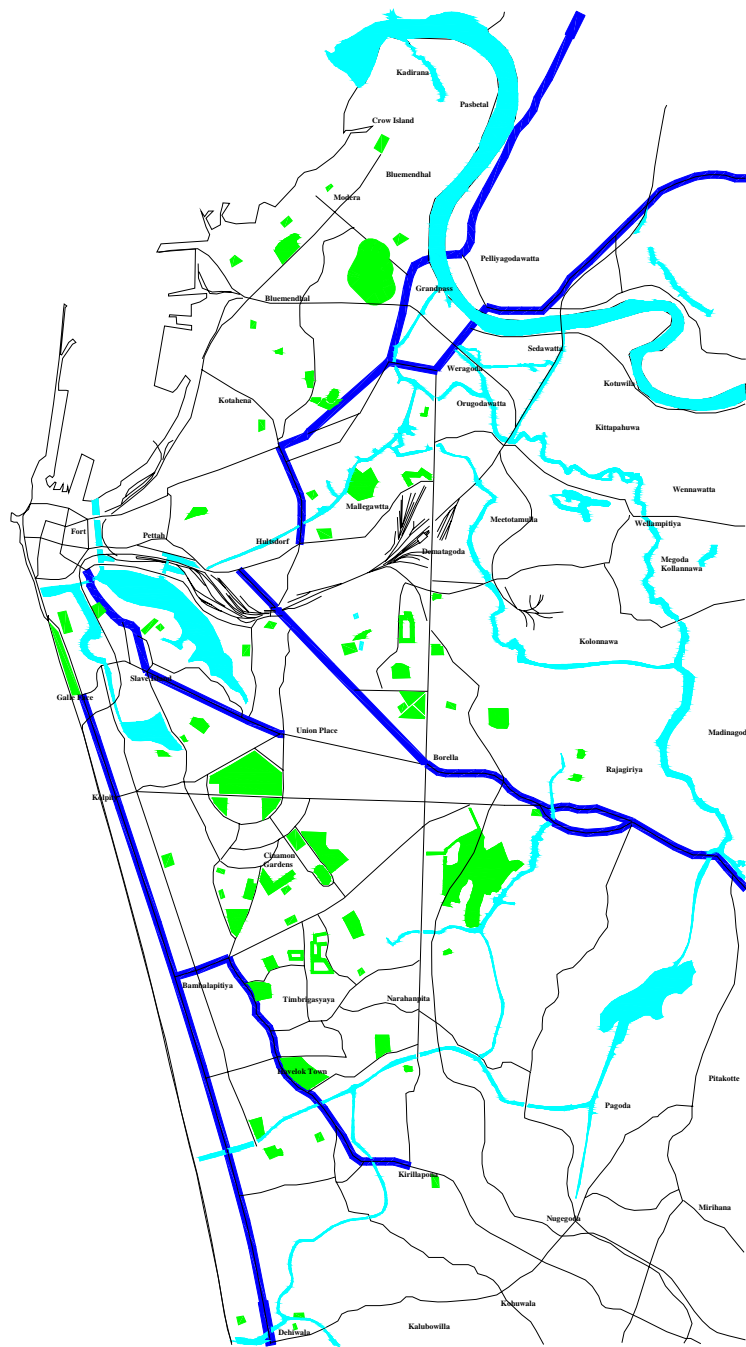 Kadirana
Pasbetal
Crow Island
Bluemendhal
Modera
Pelliyagodawatta
Grandpass
Bluemendhal
Sedawatta
Weragoda
Kotuwila
Kotahena
Orugodawatta
Kittapahuwa
Wennawatta
Mallegawtta
Meetotamulla
Wellampitiya
Fort
Pettah
Hultsdorf
Dematagoda
Megoda
Kollannawa
Kolonnawa
Slave Island
Galle Face
Union Place
Madinagod
Borella
Rajagiriya
Kolpity
Cinamon
Gardens
Bambalapitiya
Timbrigasyaya
Narahanpita
Havelok Town
Pitakotte
Pagoda
Kirillapona
Mirihana
Nugegoda
Kohuwala
Kalubowilla
Dehiwala